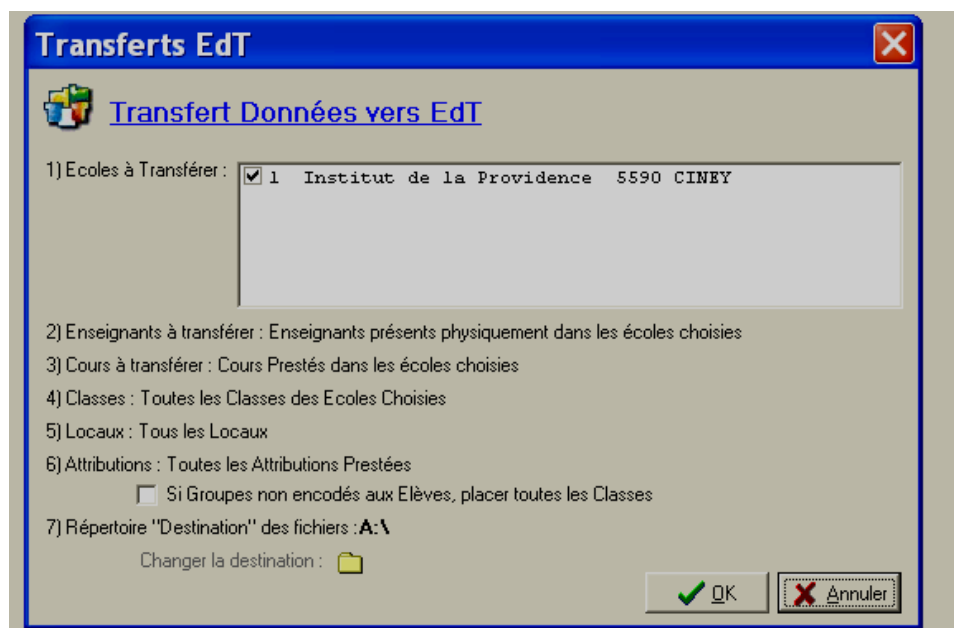 Transferts EdT
Transfert Données vers EdT
1) Ecoles à Transférer :
1 Institut de la Providence 5590 CINEY
2) Enseignants à transférer : Enseignants présents physiquement dans les écoles choisies
3) Cours à transférer : Cours Prestés dans les écoles choisies
4) Classes : Toutes les Classes des Ecoles Choisies
5) Locaux : Tous les Locaux
6) Attributions : Toutes les Attributions Prestées
Si Groupes non encodés aux Elèves, placer toutes les Classes
7) Répertoire "Destination" des fichiers :A:\
Changer la destination :
OK
Annuler